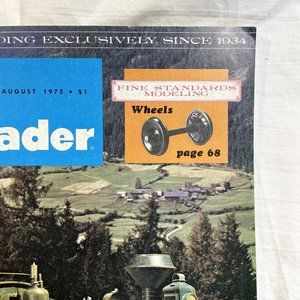 DING EXCLUSIVELY SINCE 1934
AUGUST 1975 • $1
ader®
FINE STANDARDS
MODELING
Wheels
page 68